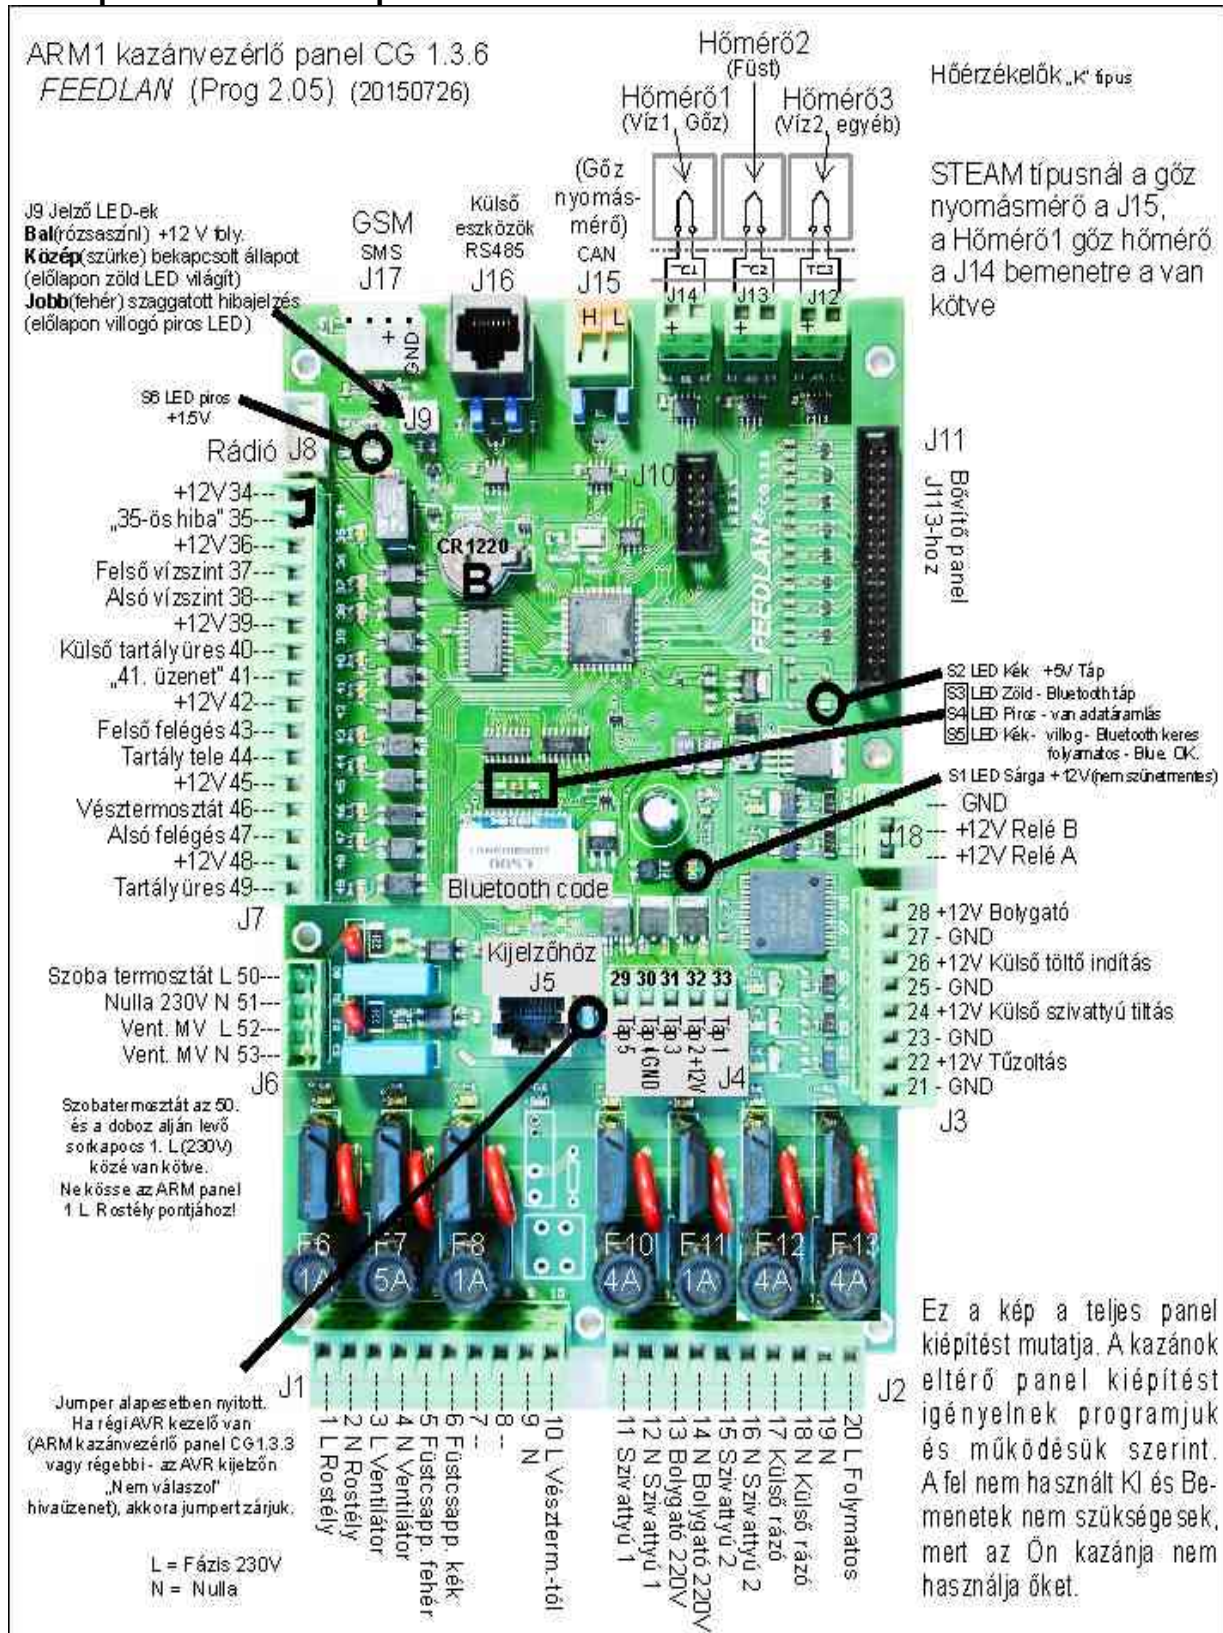 ARM1 kazánvezérlő panel CG 1.3.6
FEEDLAN (Prog 2.05) (20150726)
Hőmérő2
(Füst)
Hőmérő1
(Víz1, Gőz)
Hőmérő3
(Víz2, egyéb)
Hőérzékelők „K" típus
STEAM típusnál a gőz
nyomásmérő a J15,
a Hőmérő1 gőz hőmérő
a J14 bemenetre a van
kötve
J9 Jelző LED-ek
Bal(rózsaszínl) +12 V foly.
Közép(szürke) bekapcsolt állapot
(előlapon zöld LED világít)
Jobb(fehér) szaggatott hibajelzés
(előlapon villogó piros LED)
GSM
SMS
J17
Külső
eszközök
RS485
J16
(Gőz
nyomás-
mérő)
CAN
J15
TC1
TC2
TC3
J14
J13
J12
H L
+
GND
+
+
+
S6 LED piros
+1.5V
J9
Rádió J8
J10
J11
Bővítő panel
J113-hoz
+12V 34---
„35-ös hiba" 35---
+12V 36---
Felső vízszint 37---
Alsó vízszint 38---
+12V 39---
Külső tartály üres 40---
„41. üzenet" 41---
+12V 42---
Felső felégés 43---
Tartály tele 44---
+12V 45---
Vésztermosztát 46---
Alsó felégés 47---
+12V 48---
Tartály üres 49---
J7
CR1220
B
FEEDLAN
S2 LED Kék +5V Táp
S3 LED Zöld - Bluetooth táp
S4 LED Piros - van adatáramlás
S5 LED Kék - villog - Bluetooth keres
folyamatos - Blue. OK.
S1 LED Sárga +12V(nem szünetmentes)
J18
--- GND
--- +12V Relé B
--- +12V Relé A
Bluetooth code
28 +12V Bolygató
27 - GND
26 +12V Külső töltő indítás
25 - GND
24 +12V Külső szivattyú tiltás
23 - GND
22 +12V Tűzoltás
21 - GND
J3
Kijelzőhöz
J5
29 30 31 32 33
Táp 5
Táp 4 GND
Táp 3
Táp 2 +12V
Táp 1
J4
Szoba termosztát L 50---
Nulla 230V N 51---
Vent. MV L 52---
Vent. MV N 53---
J6
Szobatermosztát az 50.
és a doboz alján levő
sorkapocs 1. L(230V)
közé van kötve.
Ne kösse az ARM panel
1 L Rostély pontjához!
F6
1A
F7
5A
F8
1A
F10
4A
F11
1A
F12
4A
F13
4A
J1
J2
1 L Rostély
2 N Rostély
3 L Ventilátor
4 N Ventilátor
5 Füstcsapp. fehér
6 Füstcsapp. kék
7 --
8 --
9 N
10 L Vészterm.-tól
11 Szivattyú 1
12 N Szivattyú 1
13 Bolygató 220V
14 N Bolygató 220V
15 Szivattyú 2
16 N Szivattyú 2
17 Külső rázó
18 N Külső rázó
19 N
20 L Folymatos
Jumper alapesetben nyitott.
Ha régi AVR kezelő van
(ARM kazánvezérlő panel CG1.3.3
vagy régebbi - az AVR kijelzőn
„Nem válaszol"
hivaüzenet), akkora jumpert zárjuk.
L = Fázis 230V
N = Nulla
Ez a kép a teljes panel
kiépítést mutatja. A kazánok
eltérő panel kiépítést
igényelnek programjuk
és működésük szerint.
A fel nem használt KI és Be-
menetek nem szükségesek,
mert az Ön kazánja nem
használja őket.